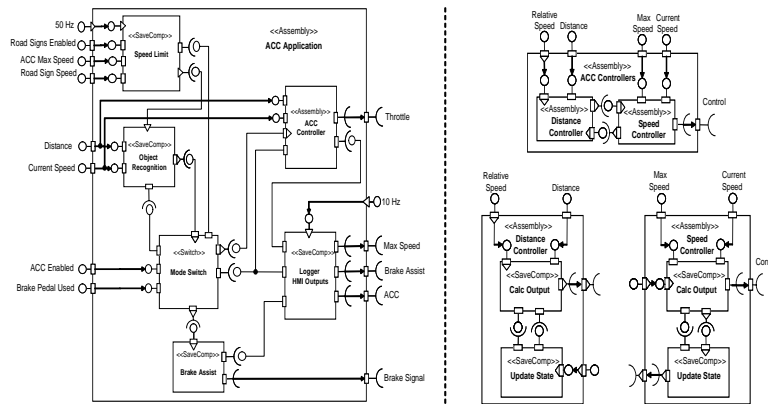 50 Hz
Road Signs Enabled
ACC Max Speed
Road Sign Speed
<<SaveComp>>
Speed Limit
<<Assembly>>
ACC Application
<<Assembly>>
ACC
Controller
Throttle
Distance
Current Speed
<<SaveComp>>
Object
Recognition
10 Hz
<<Switch>>
Mode Switch
<<SaveComp>>
Logger
HMI Outputs
Max Speed
Brake Assist
ACC
ACC Enabled
Brake Pedal Used
<<SaveComp>>
Brake Assist
Brake Signal
Relative
Speed
Distance
Max
Speed
Current
Speed
<<Assembly>>
ACC Controllers
<<Assembly>>
Distance
Controller
<<Assembly>>
Speed
Controller
Control
Relative
Speed
Distance
<<Assembly>>
Distance
Controller
<<SaveComp>>
Calc Output
<<SaveComp>>
Update State
Max
Speed
Current
Speed
<<Assembly>>
Speed
Controller
<<SaveComp>>
Calc Output
Con
<<SaveComp>>
Update State